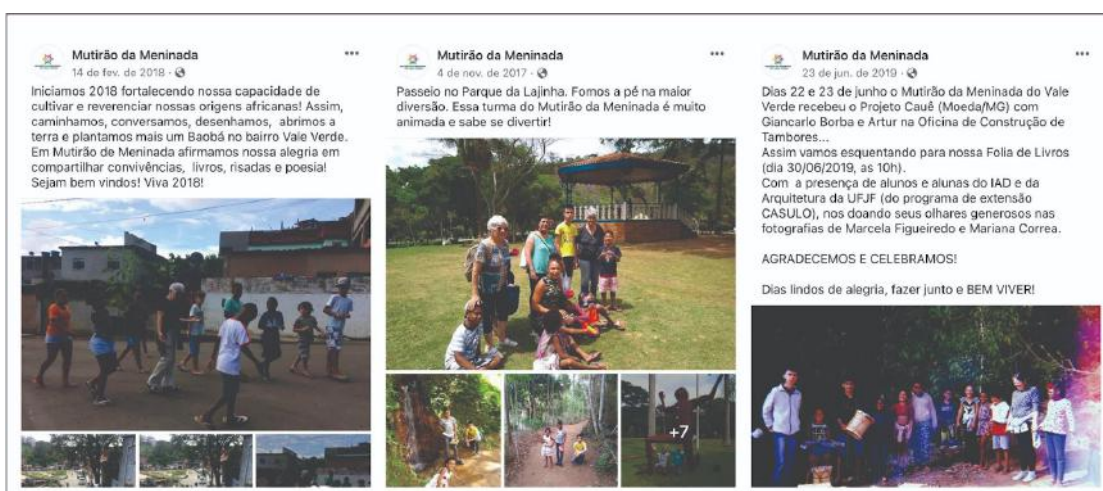 Mutirão da Meninada
14 de fev. de 2018
Iniciamos 2018 fortalecendo nossa capacidade de
cultivar e reverenciar nossas origens africanas! Assim,
caminhamos, conversamos, desenhamos, abrimos a
terra e plantamos mais um Baobá no bairro Vale Verde.
Em Mutirão de Meninada afirmamos nossa alegria em
compartilhar convivências, livros, risadas e poesia!
Sejam bem vindos! Viva 2018!
Mutirão da Meninada
4 de nov. de 2017
Passeio no Parque da Lajinha. Fomos a pé na maior
diversão. Essa turma do Mutirão da Meninada é muito
animada e sabe se divertir!
+7
Mutirão da Meninada
23 de jun. de 2019
Dias 22 e 23 de junho o Mutirão da Meninada do Vale
Verde recebeu o Projeto Cauê (Moeda/MG) com
Giancarlo Borba e Artur na Oficina de Construção de
Tambores...
Assim vamos esquentando para nossa Folia de Livros
(dia 30/06/2019, as 10h).
Com a presença de alunos e alunas do IAD e da
Arquitetura da UFJF (do programa de extensão
CASULO), nos doando seus olhares generosos nas
fotografias de Marcela Figueiredo e Mariana Correa.
AGRADECEMOS E CELEBRAMOS!
Dias lindos de alegria, fazer junto e BEM VIVER!